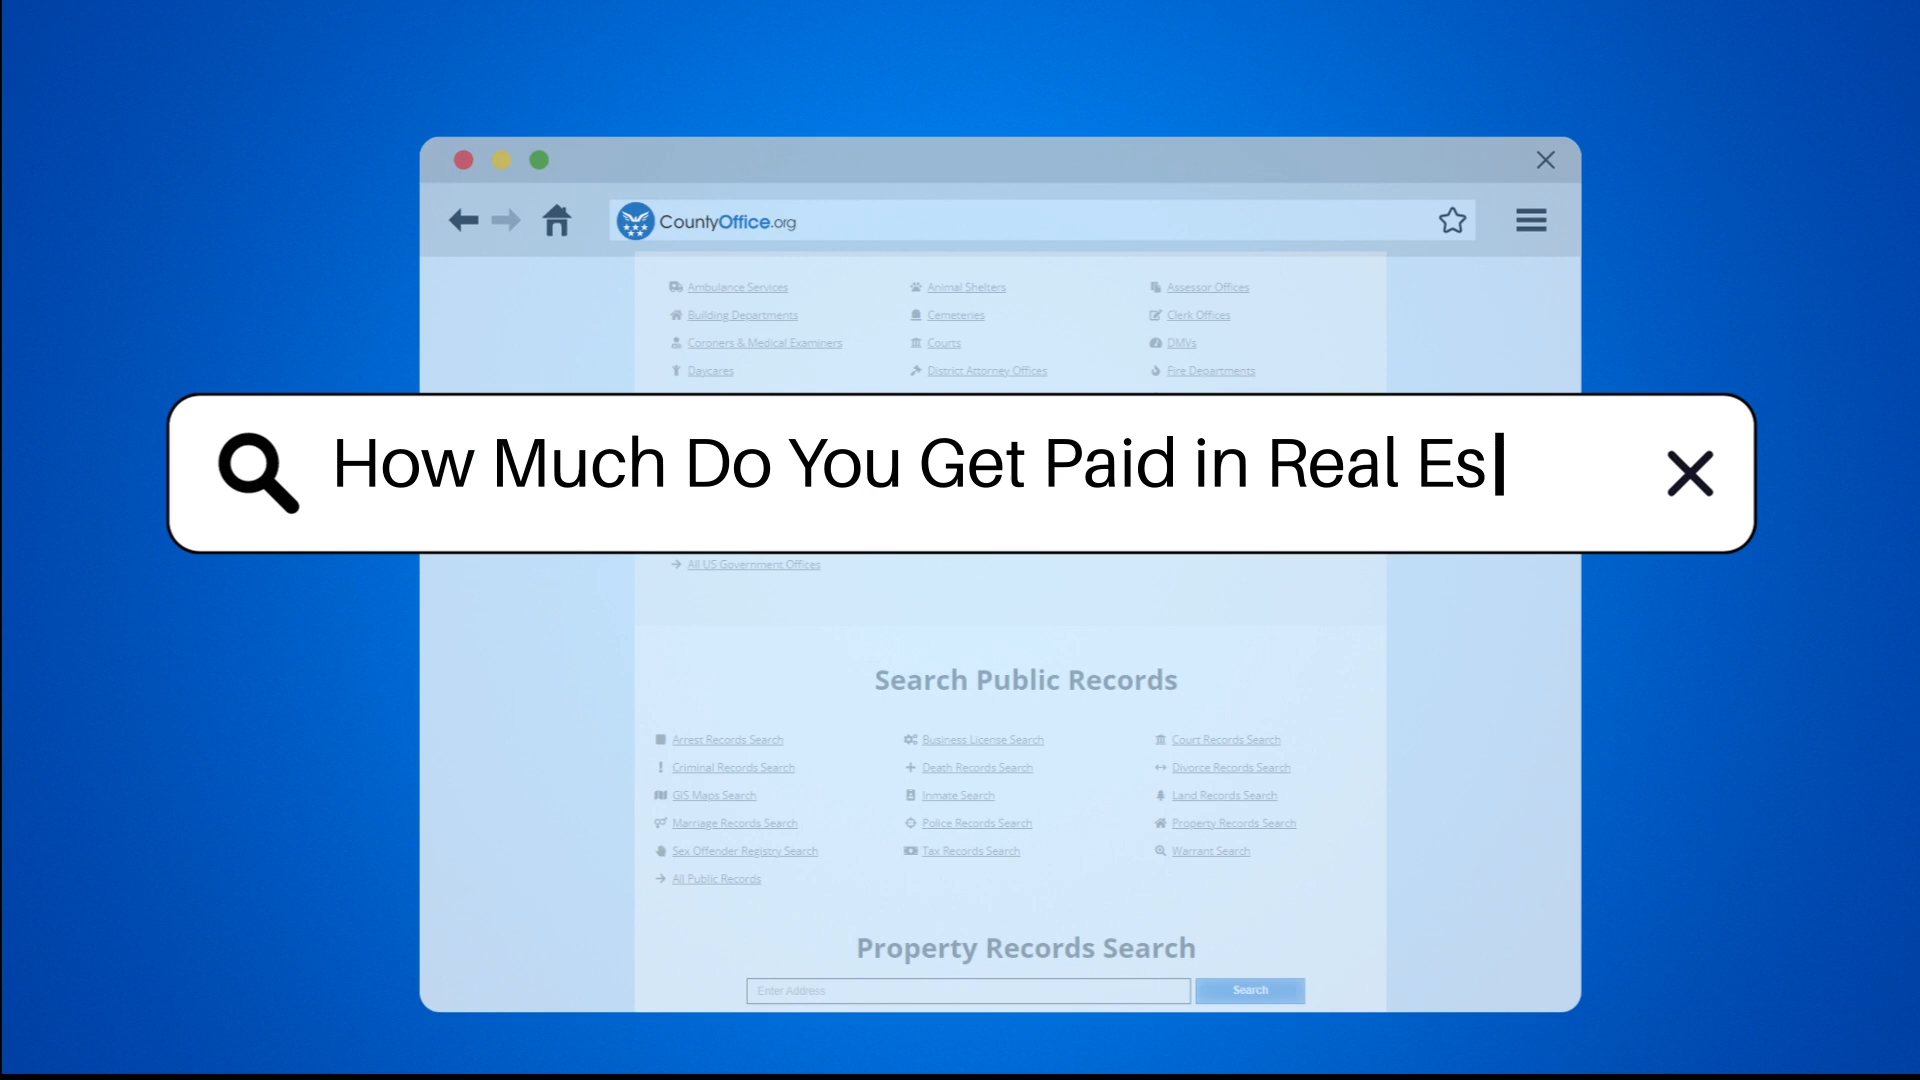 CountyOffice.org
Ambulance Services Animal Shelters Assessor Offices
Building Departments Cemeteries Clerk Offices
Coroners & Medical Examiners Courts DMVs
Daycares District Attorney Offices Fire Departments
How Much Do You Get Paid in Real Es
All US Government Offices
Search Public Records
Arrest Records Search Business License Search Court Records Search
Criminal Records Search Death Records Search Divorce Records Search
GIS Maps Search Inmate Search Land Records Search
Marriage Records Search Police Records Search Property Records Search
Sex Offender Registry Search Tax Records Search Warrant Search
All Public Records
Property Records Search
Enter Address Search